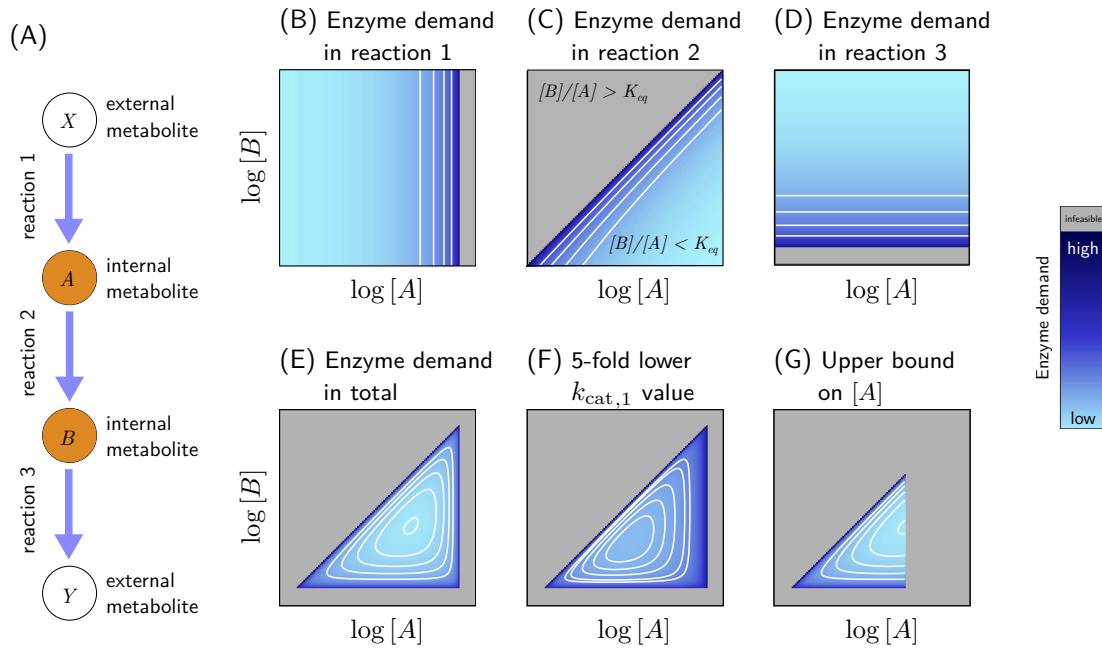 (A)
X
external
metabolite
reaction 1
A
internal
metabolite
reaction 2
B
internal
metabolite
reaction 3
Y
external
metabolite
(B) Enzyme demand
in reaction 1
log [B]
log [A]
(C) Enzyme demand
in reaction 2
[B]/[A] > K_eq
[B]/[A] < K_eq
log [A]
(D) Enzyme demand
in reaction 3
log [A]
(E) Enzyme demand
in total
log [B]
log [A]
(F) 5-fold lower
k_cat,1 value
log [A]
(G) Upper bound
on [A]
log [A]
Enzyme demand
infeasible
high
low